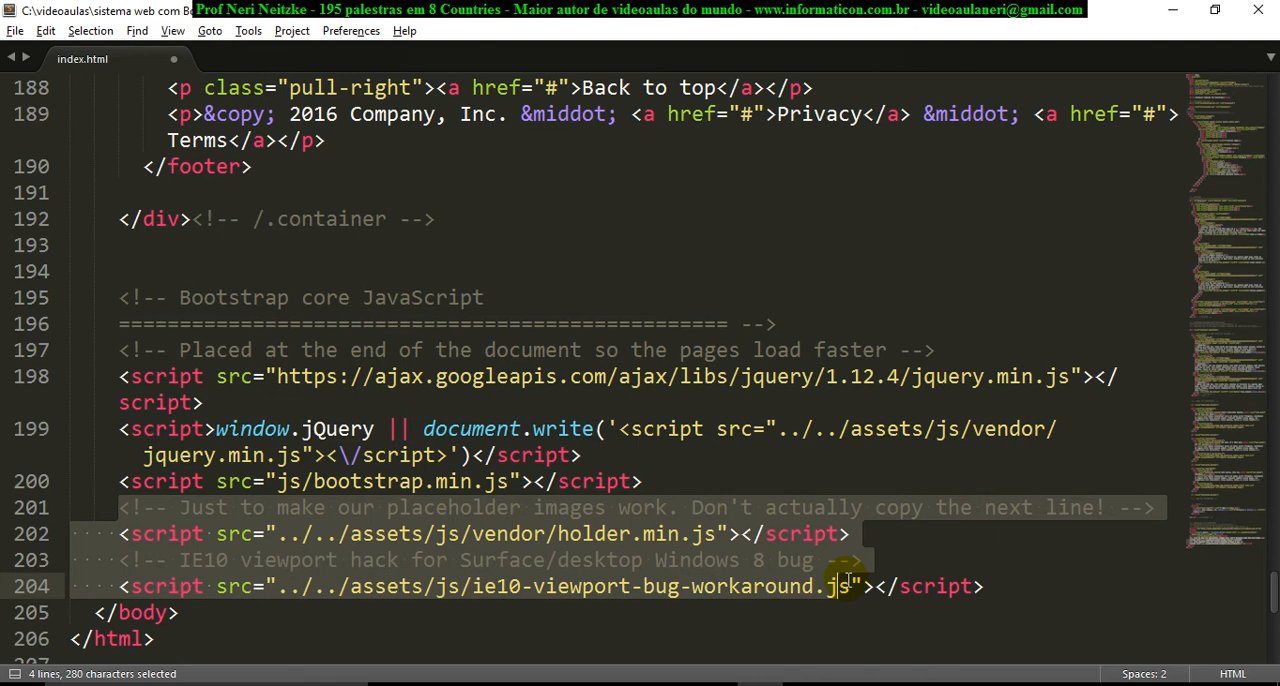 C:\videoaulas\sistema web com Bo
Prof Neri Neitzke - 195 palestras em 8 Countries - Maior autor de videoaulas do mundo - www.informaticon.com.br - videoaulaneri@gmail.com
File Edit Selection Find View Goto Tools Project Preferences Help
index.html
188 <p class="pull-right"><a href="#">Back to top</a></p>
189 <p>&copy; 2016 Company, Inc. &middot; <a href="#">Privacy</a> &middot; <a href="#">
Terms</a></p>
190 </footer>
191
192 </div><!-- /.container -->
193
194
195 <!-- Bootstrap core JavaScript
196 ================================================== -->
197 <!-- Placed at the end of the document so the pages load faster -->
198 <script src="https://ajax.googleapis.com/ajax/libs/jquery/1.12.4/jquery.min.js"></
script>
199 <script>window.jQuery || document.write('<script src="../../assets/js/vendor/
jquery.min.js"><\/script>')</script>
200 <script src="js/bootstrap.min.js"></script>
201 <!-- Just to make our placeholder images work. Don't actually copy the next line! -->
202 <script src="../../assets/js/vendor/holder.min.js"></script>
203 <!-- IE10 viewport hack for Surface/desktop Windows 8 bug -->
204 <script src="../../assets/js/ie10-viewport-bug-workaround.js"></script>
205 </body>
206 </html>
207
4 lines, 280 characters selected
Spaces: 2
HTML